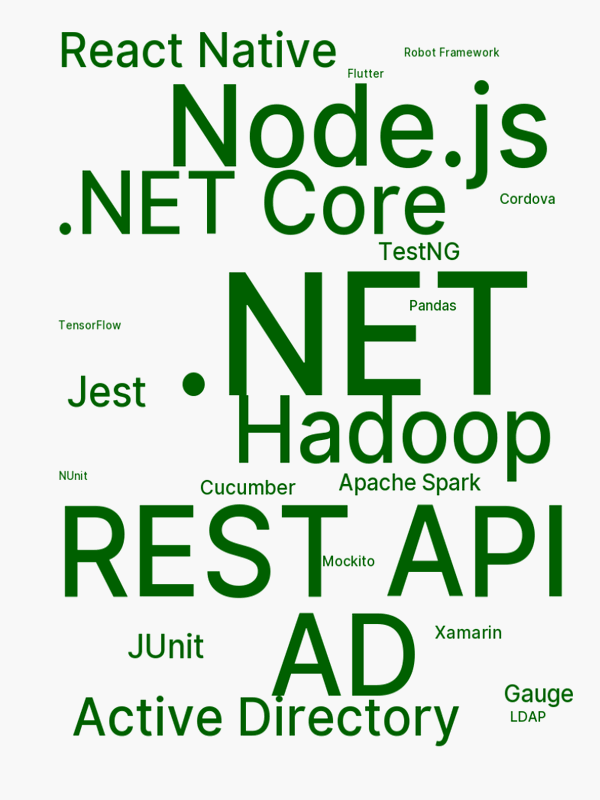 React Native
Robot Framework
Flutter
Node.js
.NET Core
Cordova
TestNG
.NET
Pandas
TensorFlow
Jest
Hadoop
NUnit
Cucumber
Apache Spark
REST API
Mockito
AD
Xamarin
JUnit
Gauge
Active Directory
LDAP